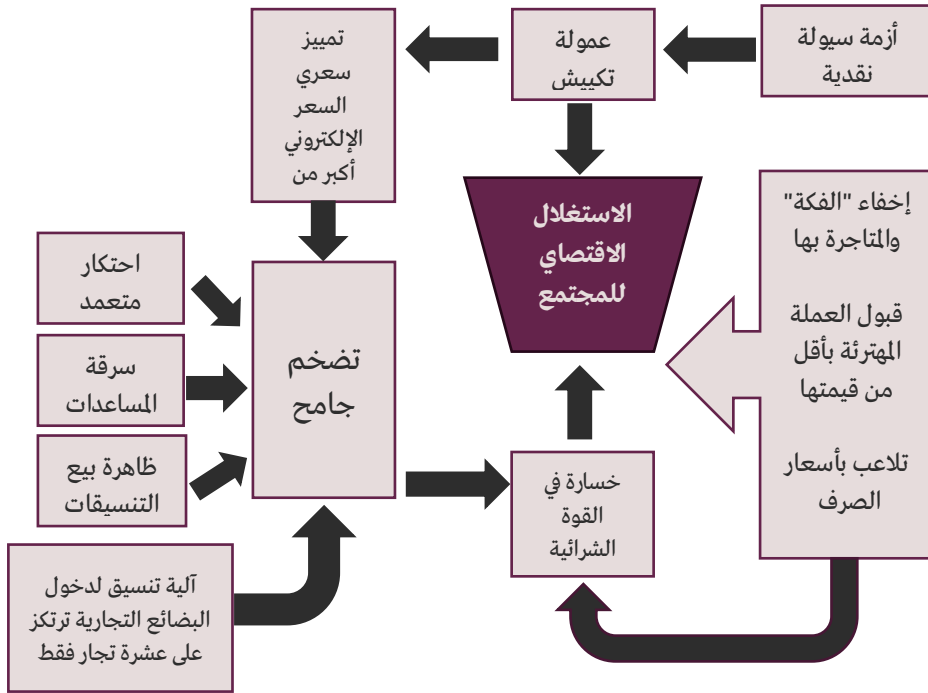 أزمة سيولة
نقدية
عمولة
تكييش
تمييز
سعري
السعر
الإلكتروني
أكبر من
الاستغلال
الاقتصاي
للمجتمع
إخفاء "الفكة"
والمتاجرة بها
قبول العملة
المهترئة بأقل
من قيمتها
تلاعب بأسعار
الصرف
احتكار
متعمد
سرقة
المساعدات
ظاهرة بيع
التنسيقات
تضخم
جامح
خسارة في
القوة
الشرائية
آلية تنسيق لدخول
البضائع التجارية ترتكز
على عشرة تجار فقط